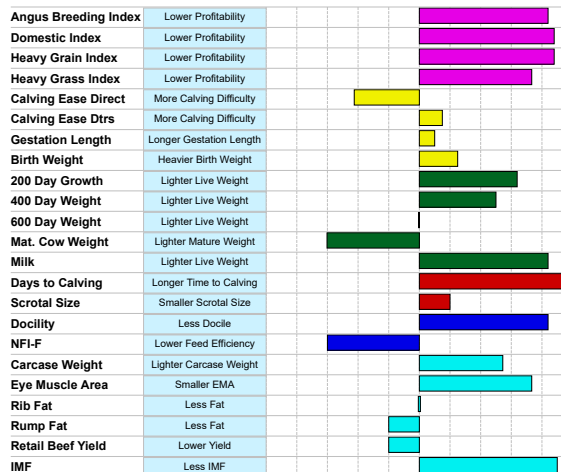 Angus Breeding Index Lower Profitability
Domestic Index Lower Profitability
Heavy Grain Index Lower Profitability
Heavy Grass Index Lower Profitability
Calving Ease Direct More Calving Difficulty
Calving Ease Dtrs More Calving Difficulty
Gestation Length Longer Gestation Length
Birth Weight Heavier Birth Weight
200 Day Growth Lighter Live Weight
400 Day Weight Lighter Live Weight
600 Day Weight Lighter Live Weight
Mat. Cow Weight Lighter Mature Weight
Milk Lighter Live Weight
Days to Calving Longer Time to Calving
Scrotal Size Smaller Scrotal Size
Docility Less Docile
NFI-F Lower Feed Efficiency
Carcase Weight Lighter Carcase Weight
Eye Muscle Area Smaller EMA
Rib Fat Less Fat
Rump Fat Less Fat
Retail Beef Yield Lower Yield
IMF Less IMF